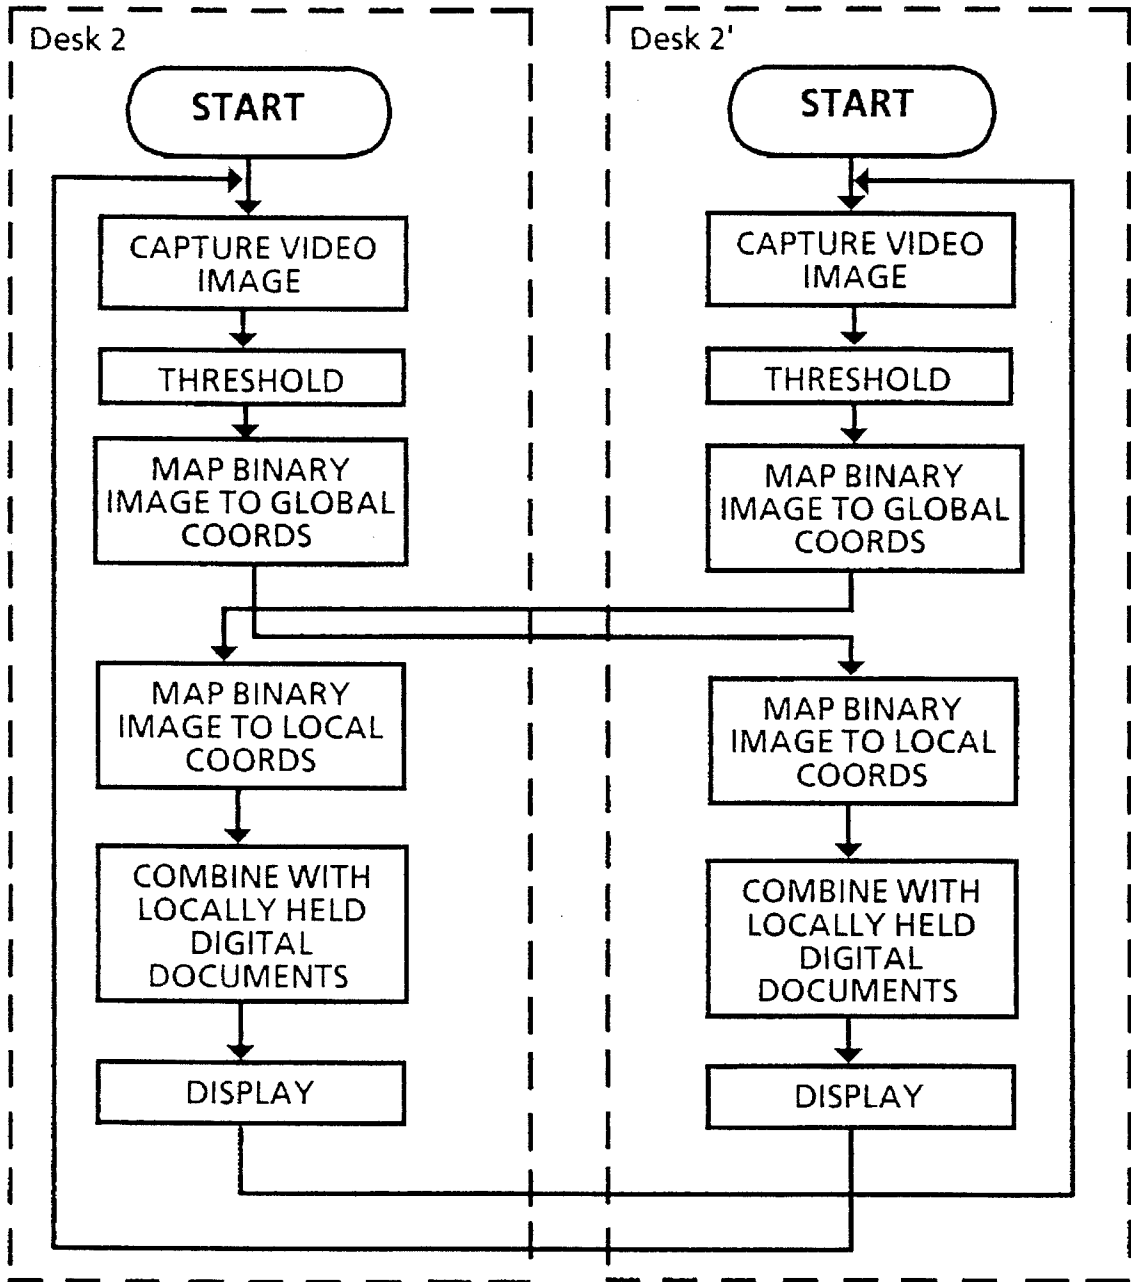 Desk 2
START
CAPTURE VIDEO
IMAGE
THRESHOLD
MAP BINARY
IMAGE TO GLOBAL
COORDS
MAP BINARY
IMAGE TO LOCAL
COORDS
COMBINE WITH
LOCALLY HELD
DIGITAL
DOCUMENTS
DISPLAY
Desk 2'
START
CAPTURE VIDEO
IMAGE
THRESHOLD
MAP BINARY
IMAGE TO GLOBAL
COORDS
MAP BINARY
IMAGE TO LOCAL
COORDS
COMBINE WITH
LOCALLY HELD
DIGITAL
DOCUMENTS
DISPLAY